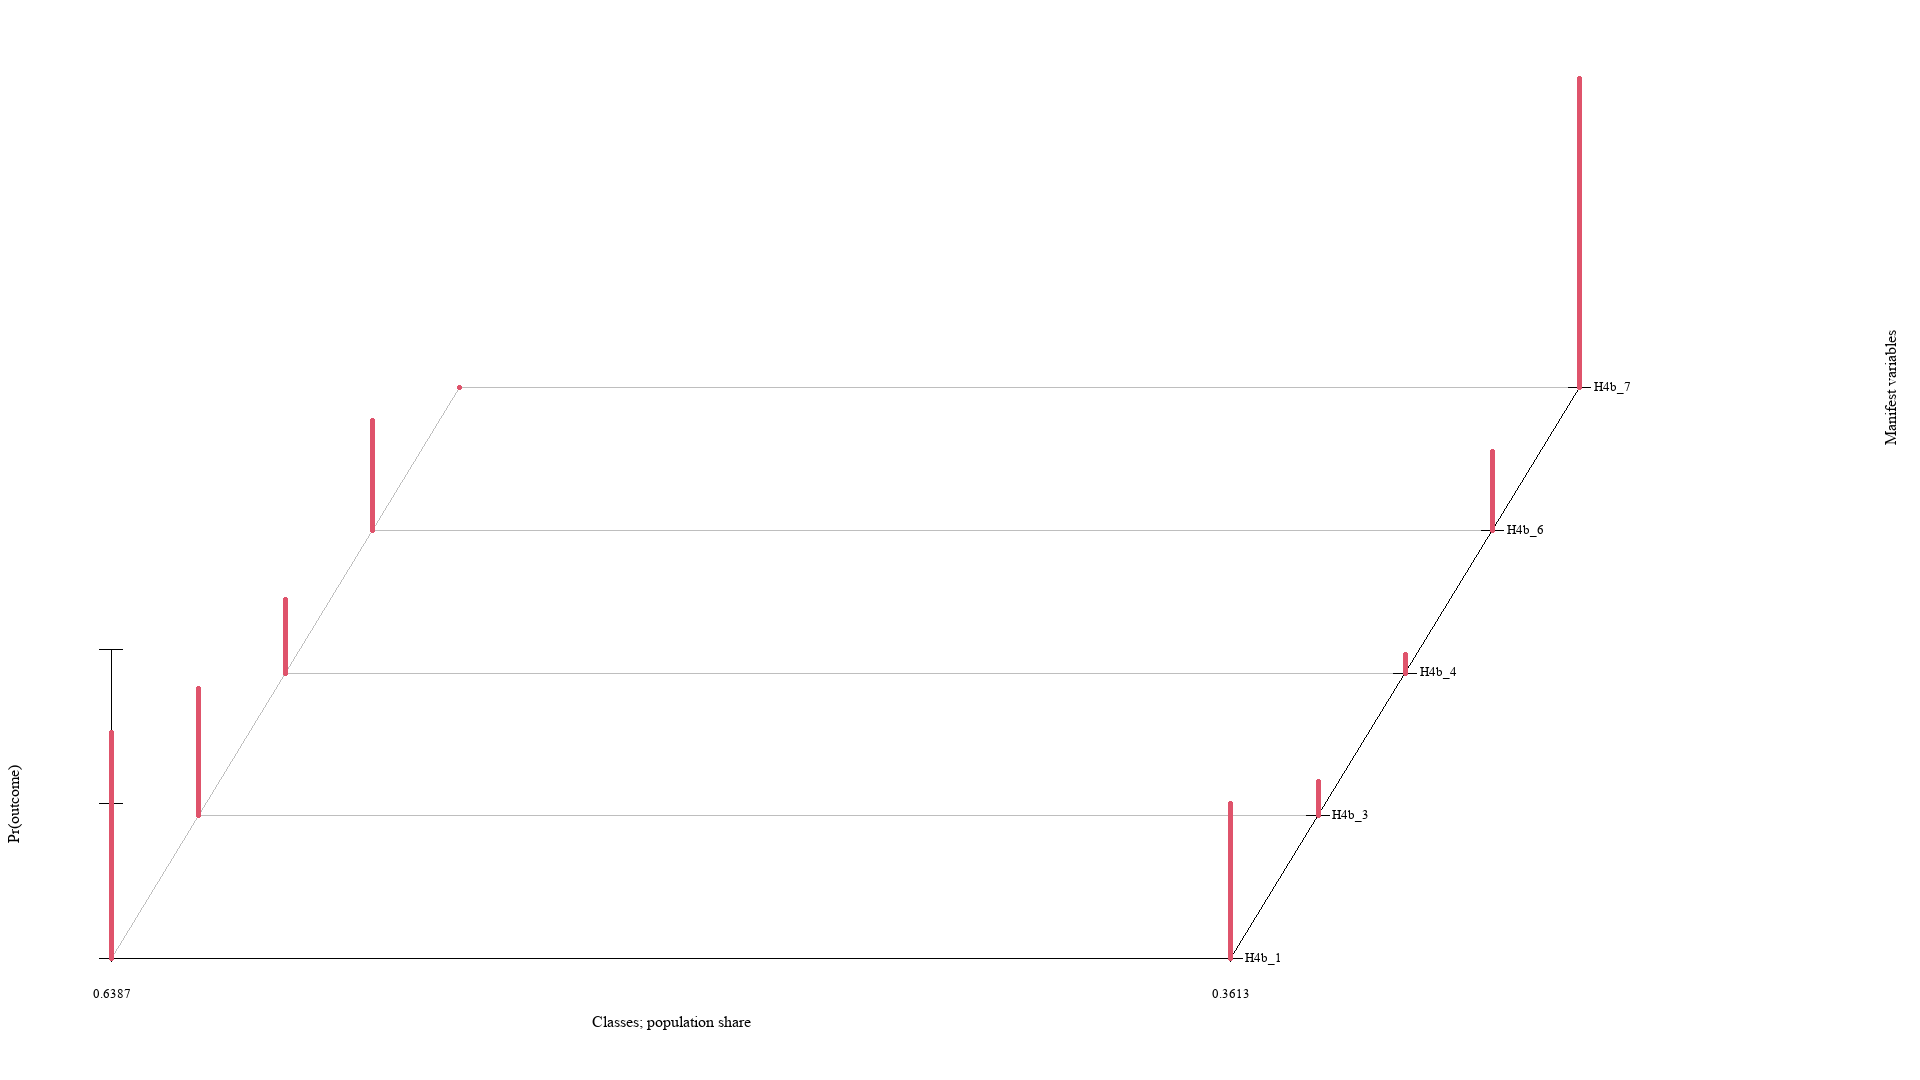 Manifest variables
H4b_7
H4b_6
H4b_4
H4b_3
H4b_1
Pr(outcome)
0.6387
0.3613
Classes; population share